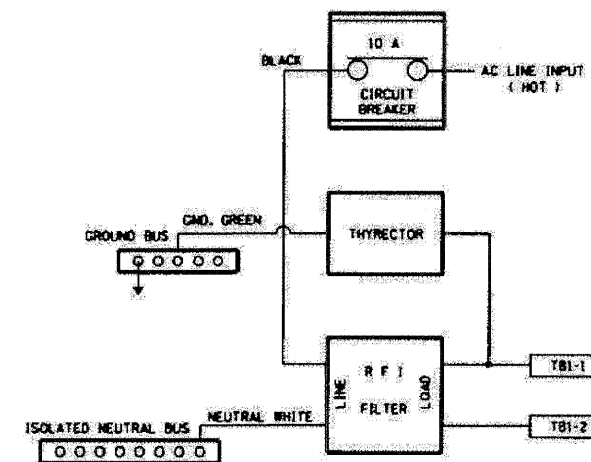 10 A
BLACK
AC LINE INPUT
( HOT )
CIRCUIT
BREAKER
GND. GREEN
GROUND BUS
THYRECTOR
LINE
R F I
FILTER
LOAD
TB1-1
NEUTRAL WHITE
TB1-2
ISOLATED NEUTRAL BUS